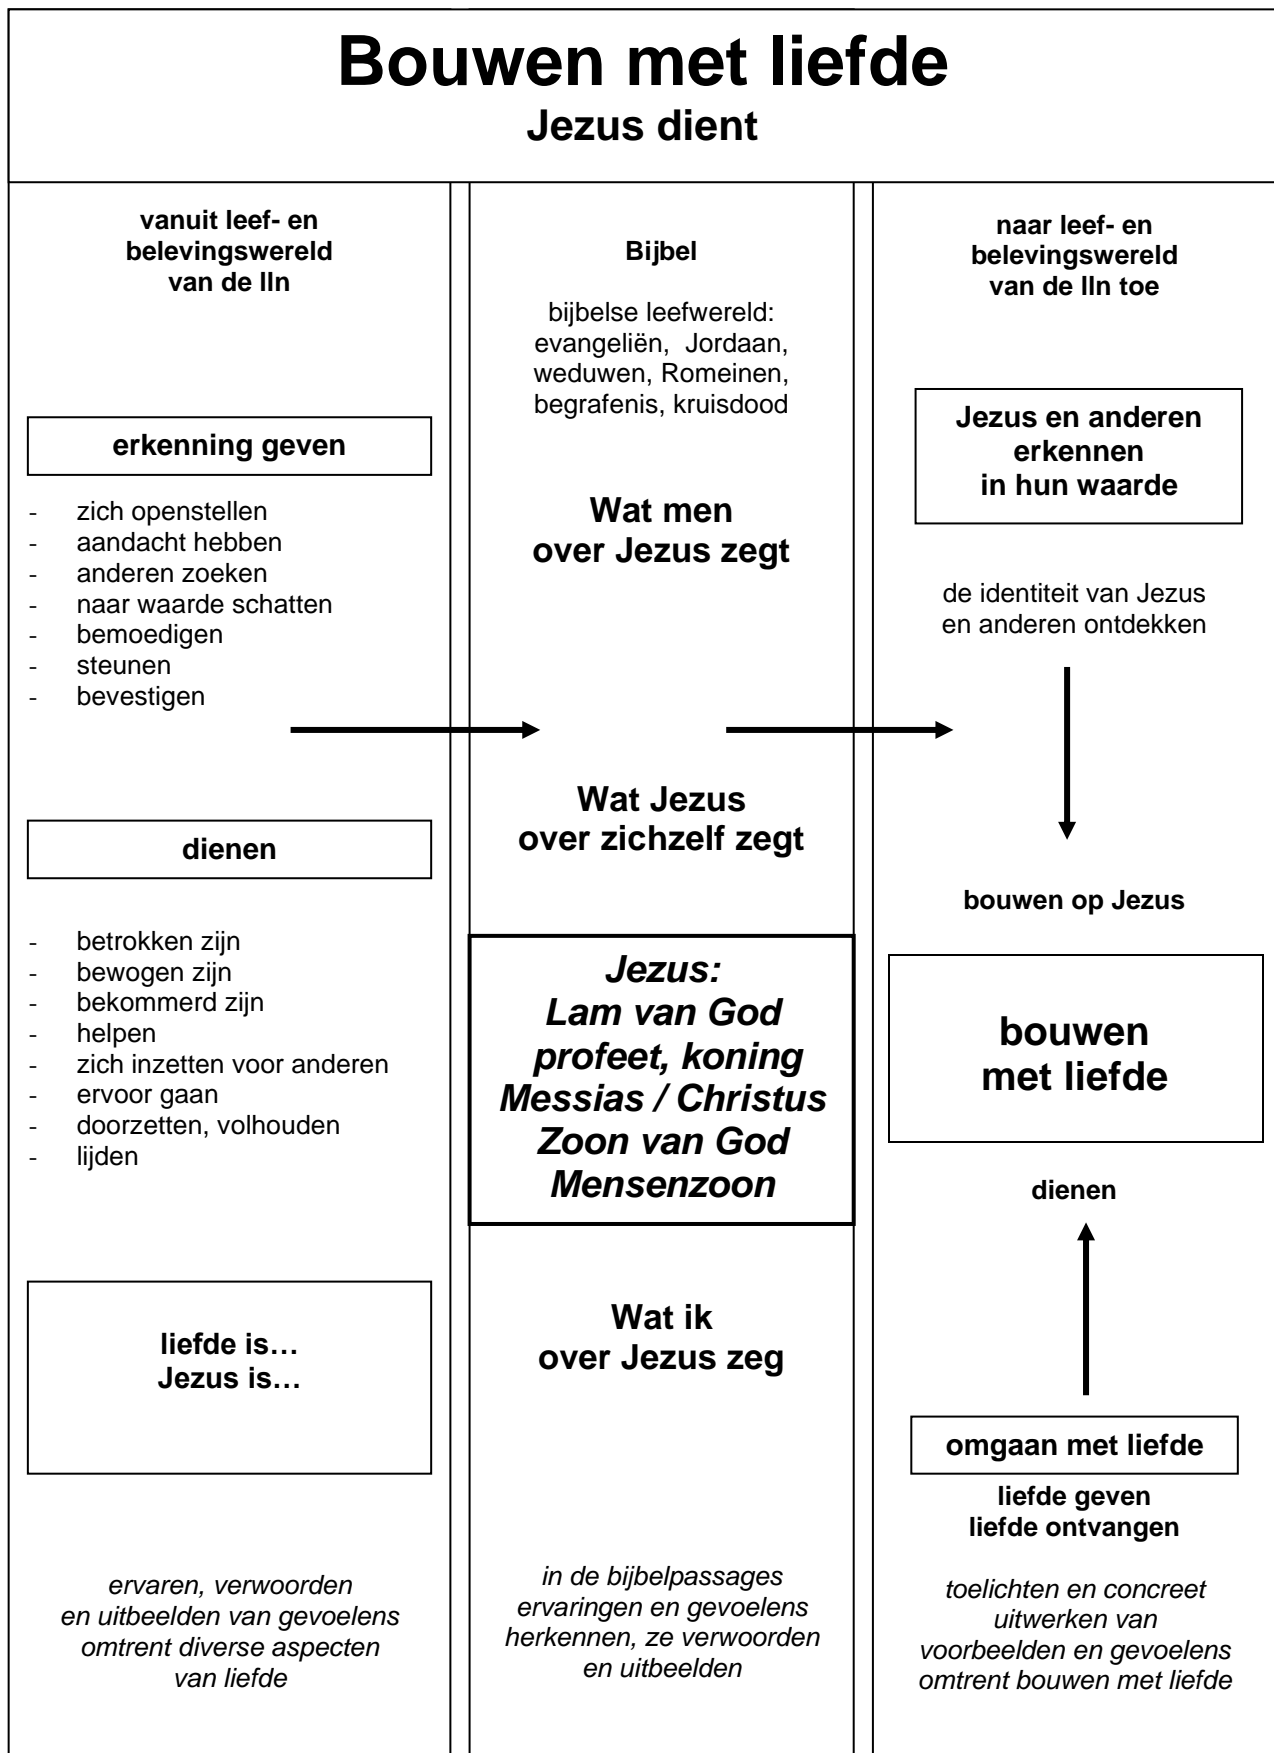 Bouwen met liefde
Jezus dient
vanuit leef- en
belevingswereld
van de lln
erkenning geven
- zich openstellen
- aandacht hebben
- anderen zoeken
- naar waarde schatten
- bemoedigen
- steunen
- bevestigen
dienen
- betrokken zijn
- bewogen zijn
- bekommerd zijn
- helpen
- zich inzetten voor anderen
- ervoor gaan
- doorzetten, volhouden
- lijden
liefde is…
Jezus is…
ervaren, verwoorden
en uitbeelden van gevoelens
omtrent diverse aspecten
van liefde
Bijbel
bijbelse leefwereld:
evangeliën, Jordaan,
weduwen, Romeinen,
begrafenis, kruisdood
Wat men
over Jezus zegt
Wat Jezus
over zichzelf zegt
Jezus:
Lam van God
profeet, koning
Messias / Christus
Zoon van God
Mensenzoon
Wat ik
over Jezus zeg
in de bijbelpassages
ervaringen en gevoelens
herkennen, ze verwoorden
en uitbeelden
naar leef- en
belevingswereld
van de lln toe
Jezus en anderen
erkennen
in hun waarde
de identiteit van Jezus
en anderen ontdekken
bouwen op Jezus
bouwen
met liefde
dienen
omgaan met liefde
liefde geven
liefde ontvangen
toelichten en concreet
uitwerken van
voorbeelden en gevoelens
omtrent bouwen met liefde